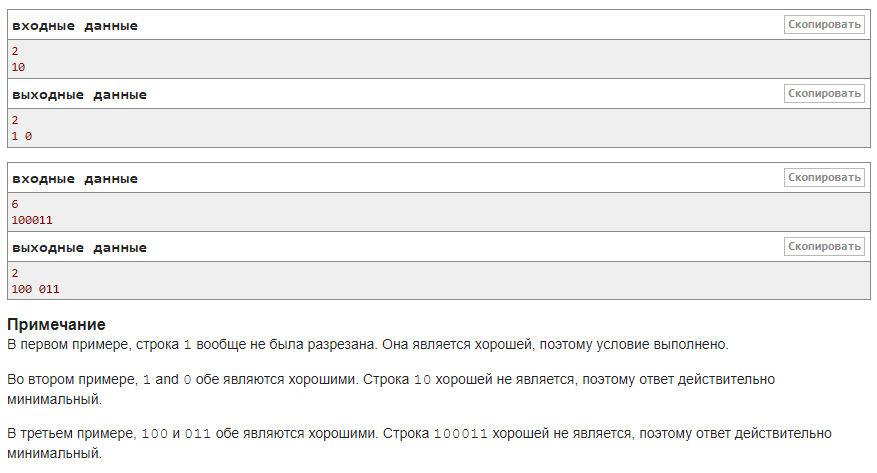 входные данные
Скопировать
2
10
выходные данные
Скопировать
2
1 0
входные данные
Скопировать
6
100011
выходные данные
Скопировать
2
100 011
Примечание
В первом примере, строка 1 вообще не была разрезана. Она является хорошей, поэтому условие выполнено.
Во втором примере, 1 and 0 обе являются хорошими. Строка 10 хорошей не является, поэтому ответ действительно
минимальный.
В третьем примере, 100 и 011 обе являются хорошими. Строка 100011 хорошей не является, поэтому ответ действительно
минимальный.